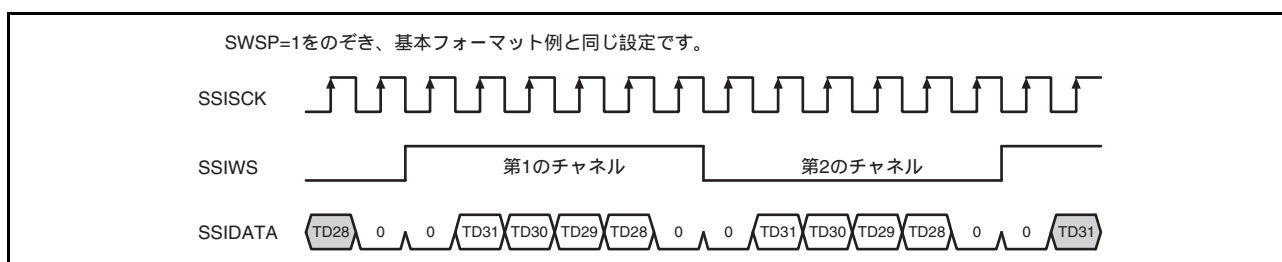 SWSP=1をのぞき、基本フォーマット例と同じ設定です。
SSISCK
SSIWS 第1のチャネル 第2のチャネル
SSIDATA TD28 0 0 TD31 TD30 TD29 TD28 0 0 TD31 TD30 TD29 TD28 0 0 TD31